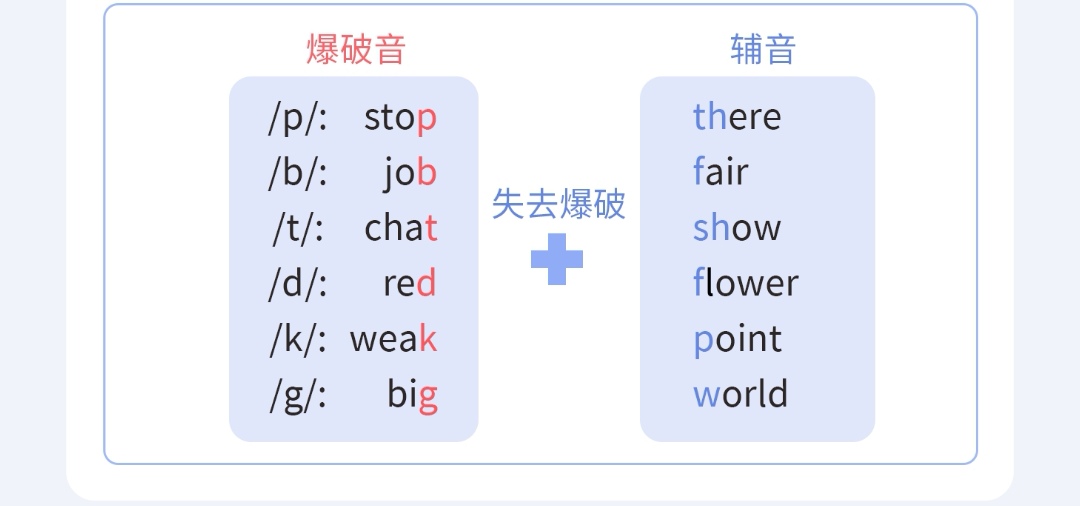 爆破音
/p/: stop
/b/: job
/t/: chat
/d/: red
/k/: weak
/g/: big
失去爆破
辅音
there
fair
show
flower
point
world